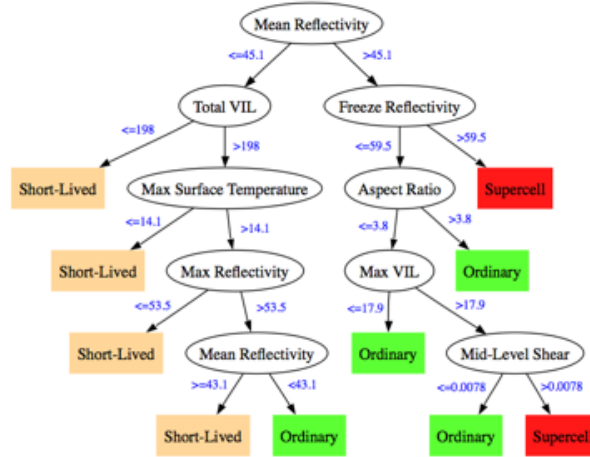 Mean Reflectivity
<=45.1 >45.1
Total VIL Freeze Reflectivity
<=198 >198 <=59.5 >59.5
Short-Lived Max Surface Temperature Aspect Ratio Supercell
<=14.1 >14.1 <=3.8 >3.8
Short-Lived Max Reflectivity Max VIL Ordinary
<=53.5 >53.5 <=17.9 >17.9
Short-Lived Mean Reflectivity Ordinary Mid-Level Shear
>=43.1 <43.1 <=0.0078 >0.0078
Short-Lived Ordinary Ordinary Supercell